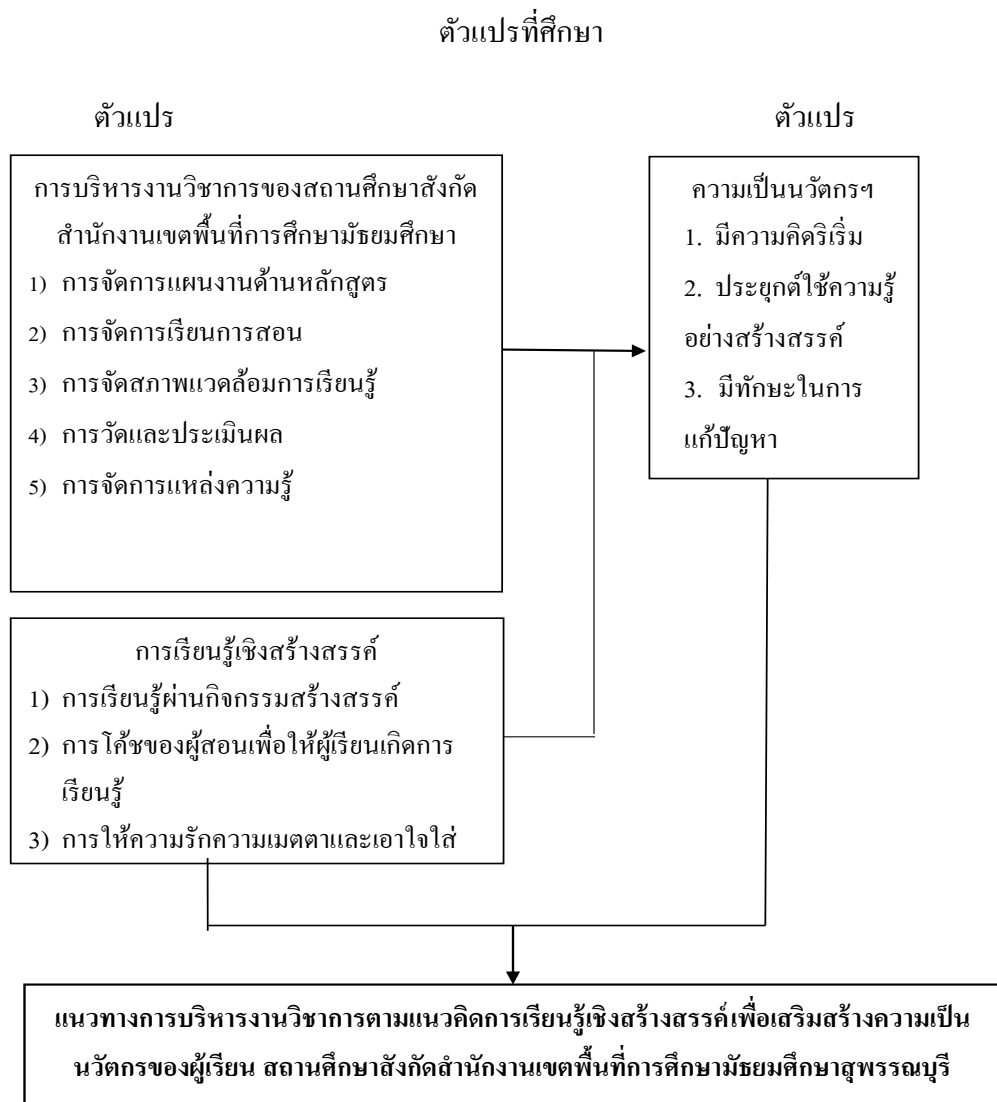 ตัวแปรที่ศึกษา
ตัวแปร
ตัวแปร
การบริหารงานวิชาการของสถานศึกษาสังกัด
สำนักงานเขตพื้นที่การศึกษามัธยมศึกษา
1) การจัดการแผนงานด้านหลักสูตร
2) การจัดการเรียนการสอน
3) การจัดสภาพแวดล้อมการเรียนรู้
4) การวัดและประเมินผล
5) การจัดการแหล่งความรู้
ความเป็นนวัตกรฯ
1. มีความคิดริเริ่ม
2. ประยุกต์ใช้ความรู้
อย่างสร้างสรรค์
3. มีทักษะในการ
แก้ปัญหา
การเรียนรู้เชิงสร้างสรรค์
1) การเรียนรู้ผ่านกิจกรรมสร้างสรรค์
2) การโค้ชของผู้สอนเพื่อให้ผู้เรียนเกิดการ
เรียนรู้
3) การให้ความรักความเมตตาและเอาใจใส่
แนวทางการบริหารงานวิชาการตามแนวคิดการเรียนรู้เชิงสร้างสรรค์เพื่อเสริมสร้างความเป็น
นวัตกรของผู้เรียน สถานศึกษาสังกัดสำนักงานเขตพื้นที่การศึกษามัธยมศึกษาสุพรรณบุรี